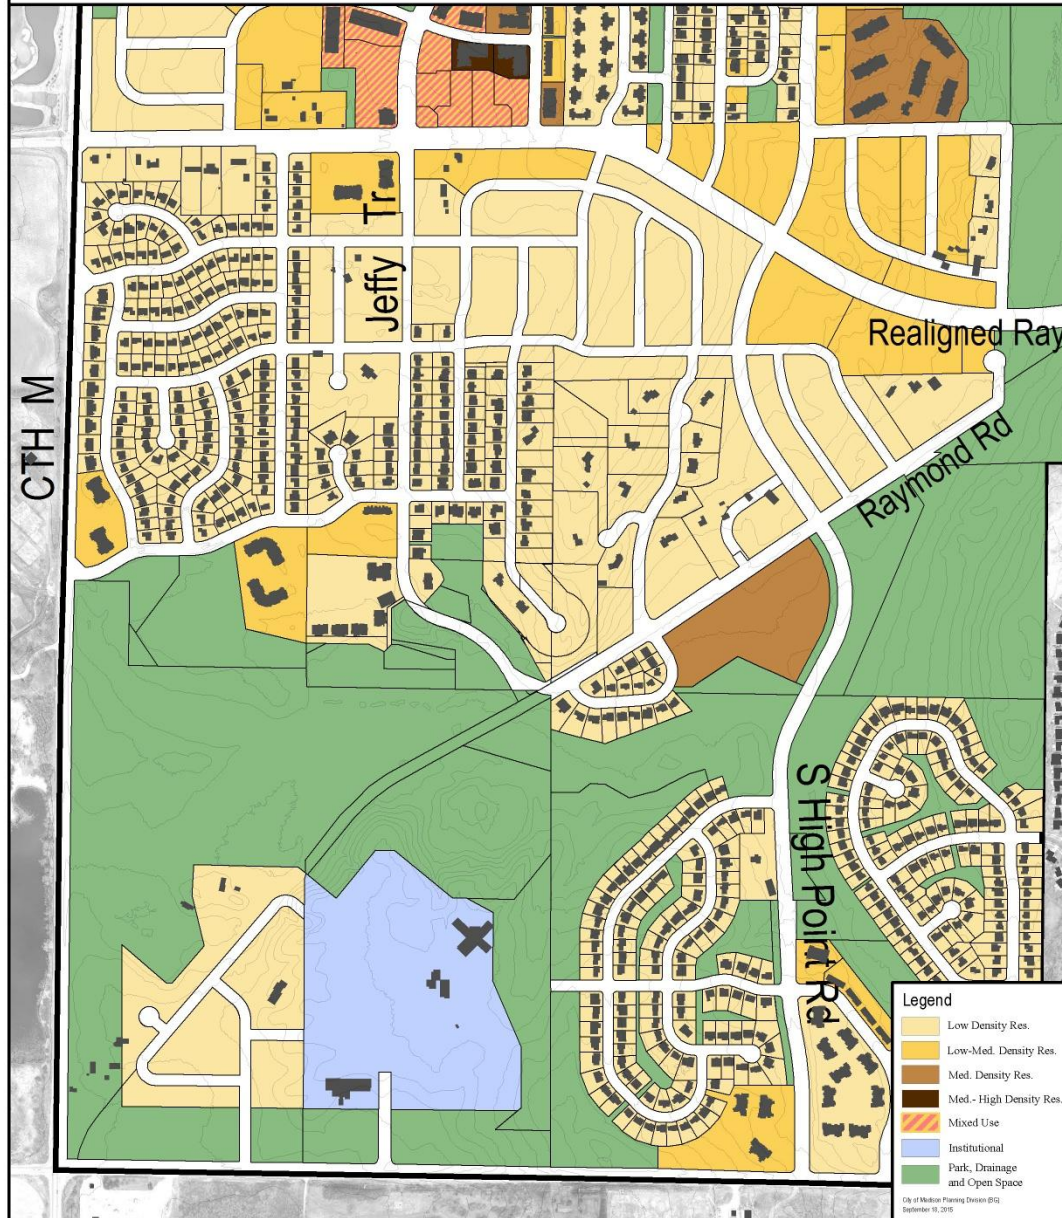 Jeffy Tr
Realigned Ray
CTH M
Raymond Rd
S High Point Rd
Legend
Low Density Res.
Low-Med. Density Res.
Med. Density Res.
Med.- High Density Res.
Mixed Use
Institutional
Park, Drainage
and Open Space
City of Madison Planning Division (BG)
September 18, 2015